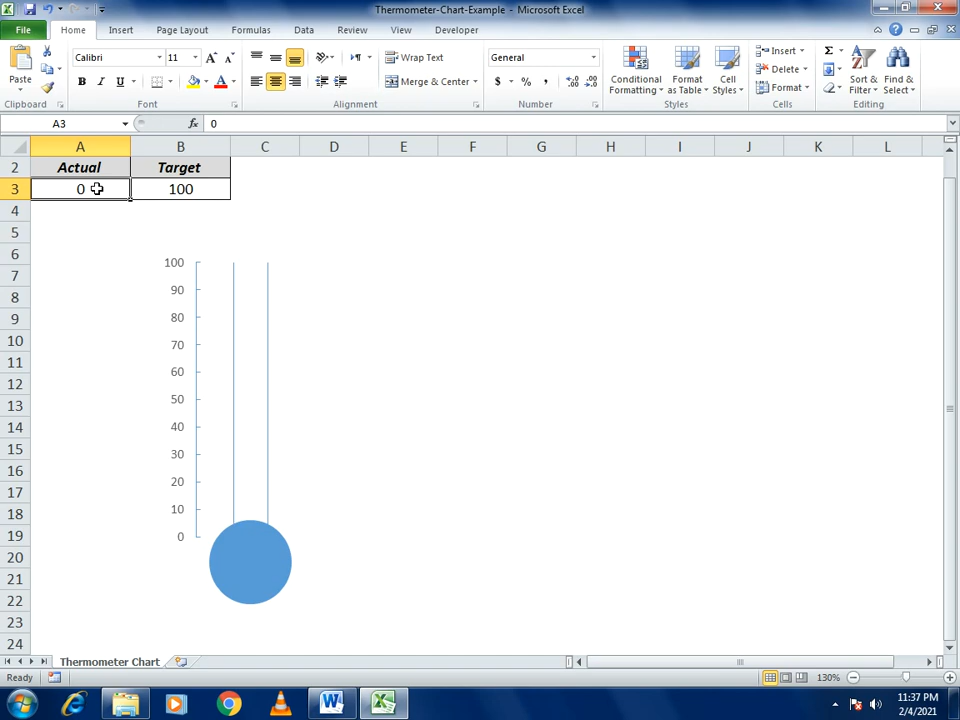 Thermometer-Chart-Example - Microsoft Excel
File Home Insert Page Layout Formulas Data Review View Developer
Paste
Calibri 11 A A
B I U A
Wrap Text
Merge & Center
General
$ % ,
Conditional Formatting
Format as Table
Cell Styles
Insert
Delete
Format
Σ
Sort & Filter
Find & Select
Clipboard Font Alignment Number Styles Cells Editing
A3 fx 0
A B C D E F G H I J K L
2 Actual Target
3 0 100
4
5
6
7
8
9
10
11
12
13
14
15
16
17
18
19
20
21
22
23
24
100
90
80
70
60
50
40
30
20
10
0
Thermometer Chart
Ready 130%
11:37 PM
2/4/2021